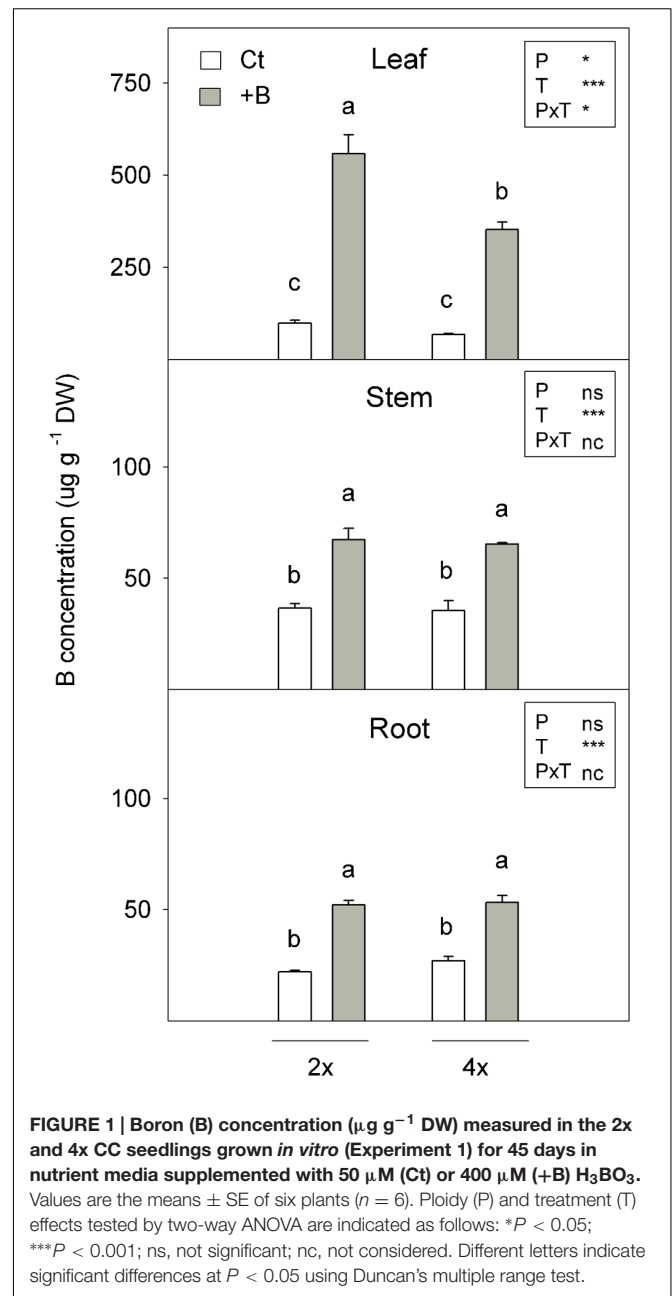 Ct
+B
Leaf
P *
T ***
PxT *
750
500
250
a
b
c
c
B concentration (ug g-1 DW)
Stem
P ns
T ***
PxT nc
100
50
a
a
b
b
Root
P ns
T ***
PxT nc
100
50
a
a
b
b
2x
4x
FIGURE 1 | Boron (B) concentration (μg g−1 DW) measured in the 2x
and 4x CC seedlings grown in vitro (Experiment 1) for 45 days in
nutrient media supplemented with 50 μM (Ct) or 400 μM (+B) H3BO3.
Values are the means ± SE of six plants (n = 6). Ploidy (P) and treatment (T)
effects tested by two-way ANOVA are indicated as follows: *P < 0.05;
***P < 0.001; ns, not significant; nc, not considered. Different letters indicate
significant differences at P < 0.05 using Duncan's multiple range test.